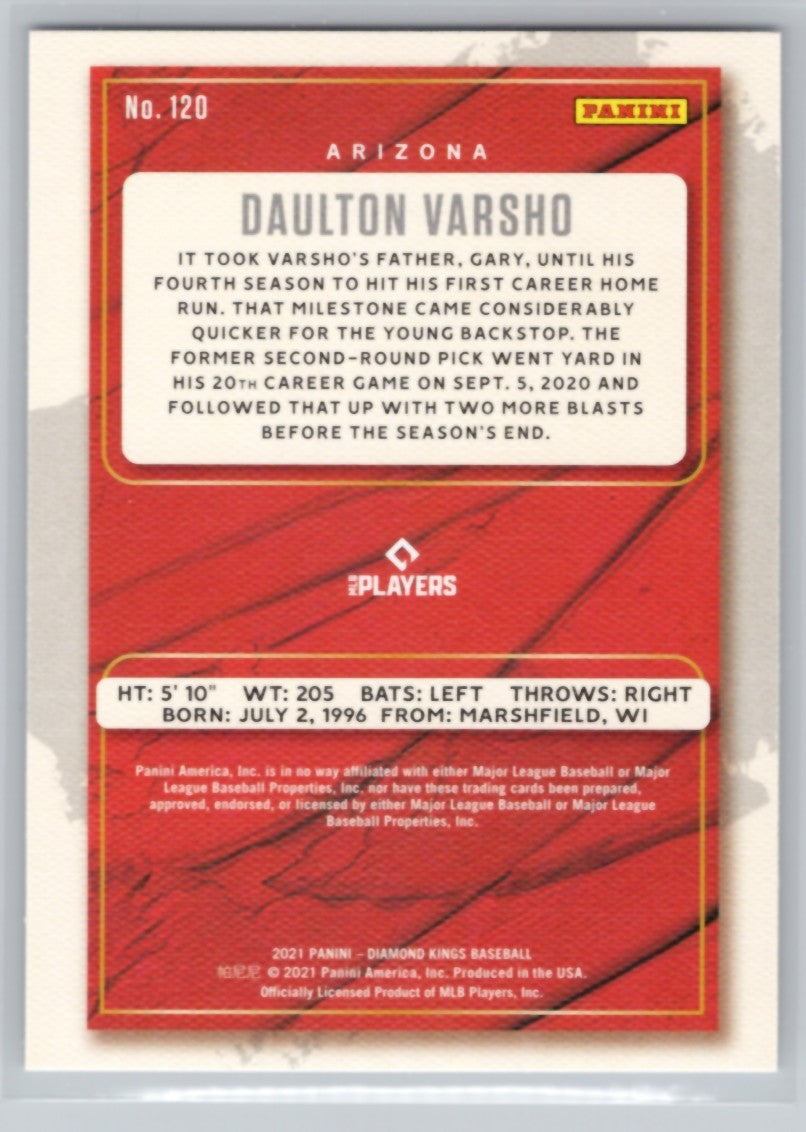 No. 120
PANINI
ARIZONA
DAULTON VARSHO
IT TOOK VARSHO'S FATHER, GARY, UNTIL HIS
FOURTH SEASON TO HIT HIS FIRST CAREER HOME
RUN. THAT MILESTONE CAME CONSIDERABLY
QUICKER FOR THE YOUNG BACKSTOP. THE
FORMER SECOND-ROUND PICK WENT YARD IN
HIS 20TH CAREER GAME ON SEPT. 5, 2020 AND
FOLLOWED THAT UP WITH TWO MORE BLASTS
BEFORE THE SEASON'S END.
MLB PLAYERS
HT: 5' 10" WT: 205 BATS: LEFT THROWS: RIGHT
BORN: JULY 2, 1996 FROM: MARSHFIELD, WI
Panini America, Inc. is in no way affiliated with either Major League Baseball or Major
League Baseball Properties, Inc. nor have these trading cards been prepared,
approved, endorsed, or licensed by either Major League Baseball or Major League
Baseball Properties, Inc.
2021 PANINI – DIAMOND KINGS BASEBALL
帕尼尼 © 2021 Panini America, Inc. Produced in the USA.
Officially Licensed Product of MLB Players, Inc.